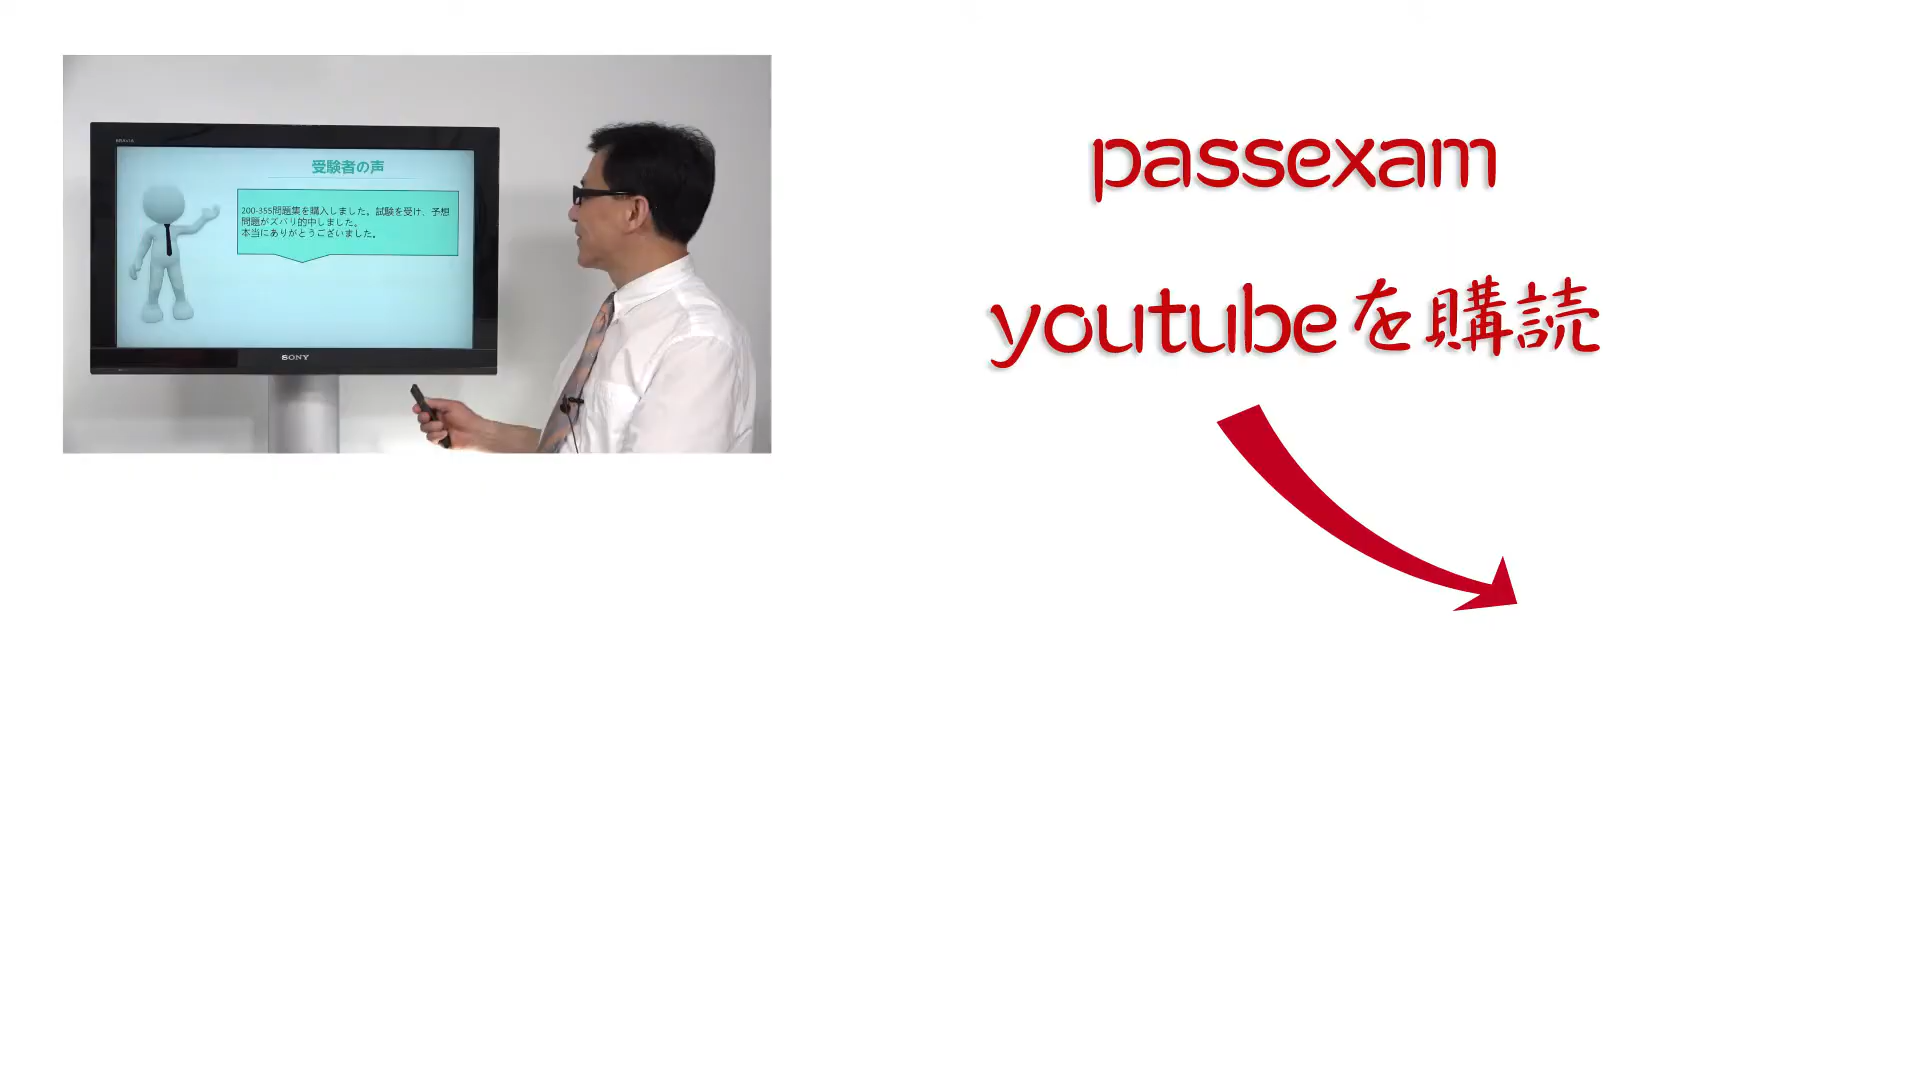 BRAVIA
受験者の声
200-355問題集を購入しました。試験を受け、予想
問題がズバリ的中しました。
本当にありがとうございました。
SONY
passexam
youtubeを購読